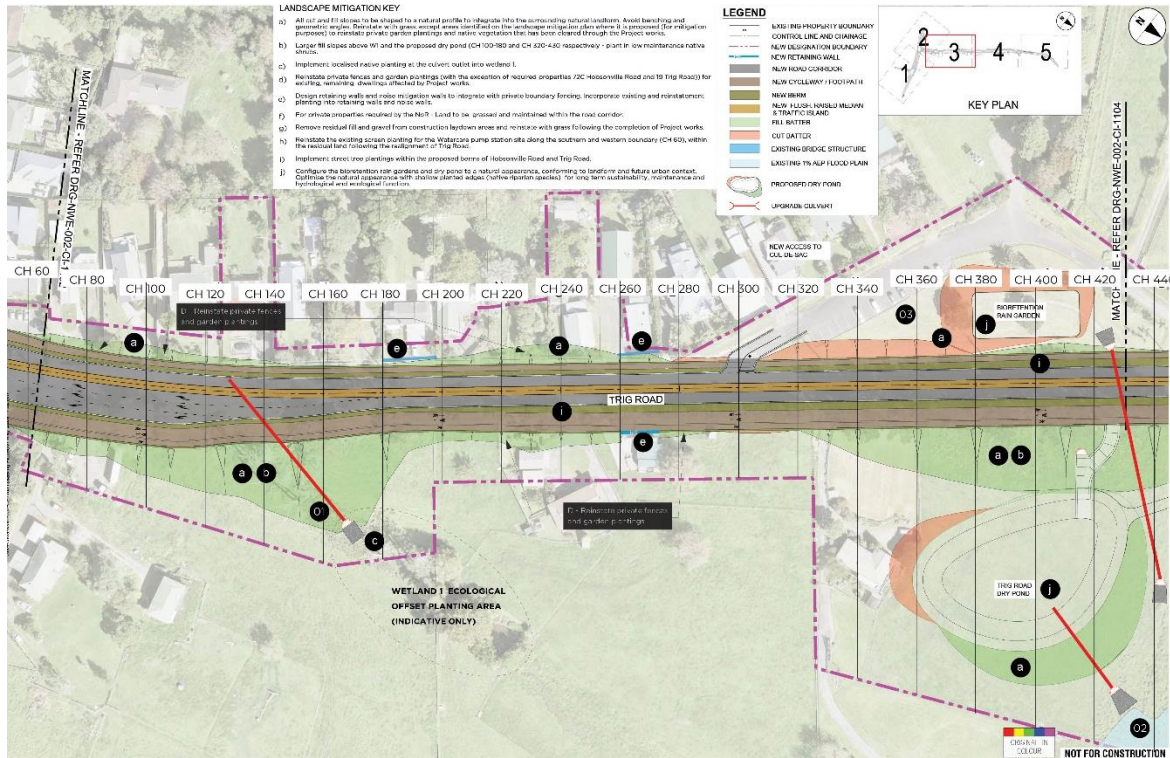 LANDSCAPE MITIGATION KEY
a) All cut and fill slopes to be shaped to a natural profile to integrate into the surrounding natural landform. Avoid benching and
geometric angles. Reinstate with grass, except areas identified on the landscape mitigation plan where it is proposed (for mitigation
purposes) to reinstate private garden plantings and native vegetation that has been cleared through the Project works.
b) Larger fill slopes above W1 and the proposed dry pond (CH 100-180 and CH 320-430 respectively - plant in low maintenance native
shrubs.
c) Implement localised native planting at the culvert outlet into wetland 1.
d) Reinstate private fences and garden plantings (with the exception of required properties /2C Hobsonville Road and 19 Trig Road)) for
existing, remaining dwellings affected by Project works.
e) Design retaining walls and noise mitigation walls to integrate with private boundary fencing. Incorporate existing and reinstatement
planting into retaining walls and noise walls.
f) For private properties required by the NoR - Land to be grassed and maintained within the road corridor.
g) Remove residual fill and gravel from construction laydown areas and reinstate with grass following the completion of Project works.
h) Reinstate the existing screen planting for the Watercare pump station site along the southern and western boundary (CH 60), within
the residual land following the realignment of Trig Road.
i) Implement street tree plantings within the proposed berms of Hobsonville Road and Trig Road.
j) Configure the bioretention rain gardens and dry pond to a natural appearance, conforming to landform and future urban context.
Optimise the natural appearance with shallow planted edges (native riparian species) for long term sustainability, maintenance and
hydrological and ecological function.
LEGEND
EXISTING PROPERTY BOUNDARY
CONTROL LINE AND CHAINAGE
NEW DESIGNATION BOUNDARY
NEW RETAINING WALL
NEW ROAD CORRIDOR
NEW CYCLEWAY / FOOTPATH
NEW BERM
NEW FLUSH, RAISED MEDIAN
& TRAFFIC ISLAND
FILL BATTER
CUT BATTER
EXISTING BRIDGE STRUCTURE
EXISTING 1% AEP FLOOD PLAIN
PROPOSED DRY POND
UPGRADE CULVERT
1
2
3
4
5
KEY PLAN
N
MATCHLINE - REFER DRG-NWE-002-CI-1
REFER DRG-NWE-002-CI-1104
NEW ACCESS TO
CUL-DE-SAC
CH 60
CH 80
CH 100
CH 120
CH 140
CH 160
CH 180
CH 200
CH 220
CH 240
CH 260
CH 280
CH 300
CH 320
CH 340
CH 360
CH 380
CH 400
CH 420
CH 440
D - Reinstate private fences
and garden plantings
BIORETENTION
RAIN GARDEN
03
j
a
a
e
a
e
a
i
TRIG ROAD
i
e
a b
a b
01
c
D - Reinstate private fences
and garden plantings
WETLAND 1 ECOLOGICAL
OFFSET PLANTING AREA
(INDICATIVE ONLY)
TRIG ROAD
DRY POND
j
a
02
ORIGINAL IN
COLOUR
NOT FOR CONSTRUCTION